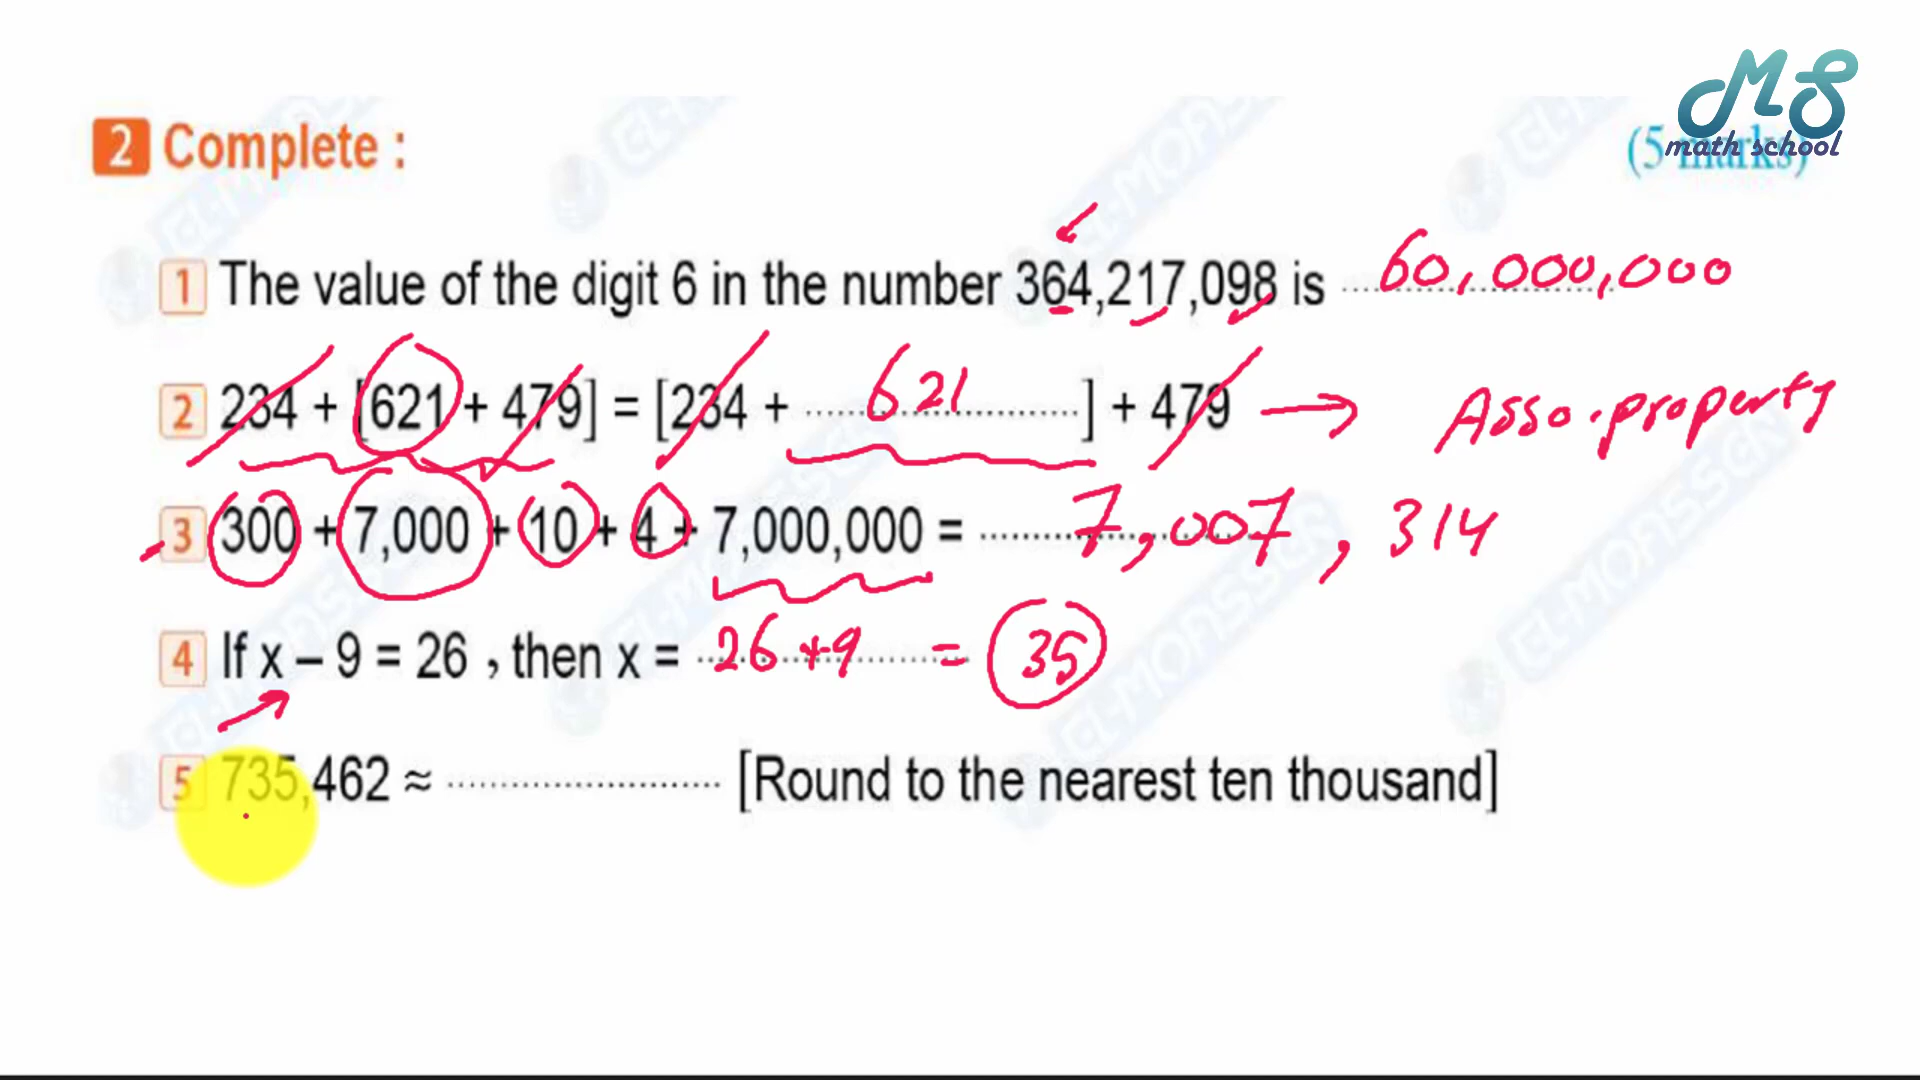 MS
math school
2 Complete : (5 marks)
1 The value of the digit 6 in the number 364,217,098 is 60,000,000
2 234 + [621 + 479] = [234 + 621 ] + 479 → Asso.property
3 300 + 7,000 + 10 + 4 + 7,000,000 = 7,007,314
4 If x – 9 = 26 , then x = 26+9 = 35
5 735,462 ≈ [Round to the nearest ten thousand]